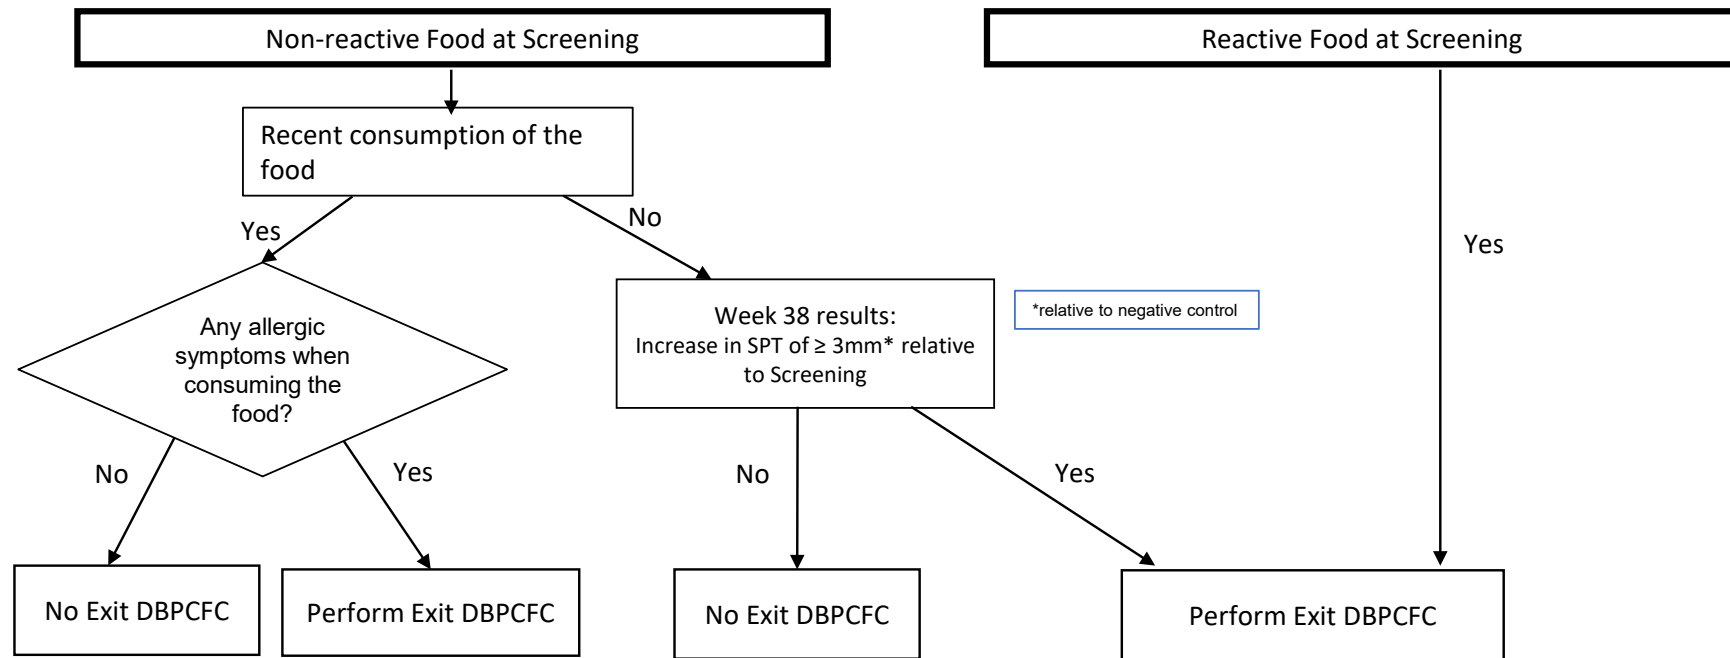 Non-reactive Food at Screening
Reactive Food at Screening
Recent consumption of the
food
Yes
No
Yes
Any allergic
symptoms when
consuming the
food?
Week 38 results:
Increase in SPT of ≥ 3mm* relative
to Screening
*relative to negative control
No
Yes
No
Yes
No Exit DBPCFC
Perform Exit DBPCFC
No Exit DBPCFC
Perform Exit DBPCFC